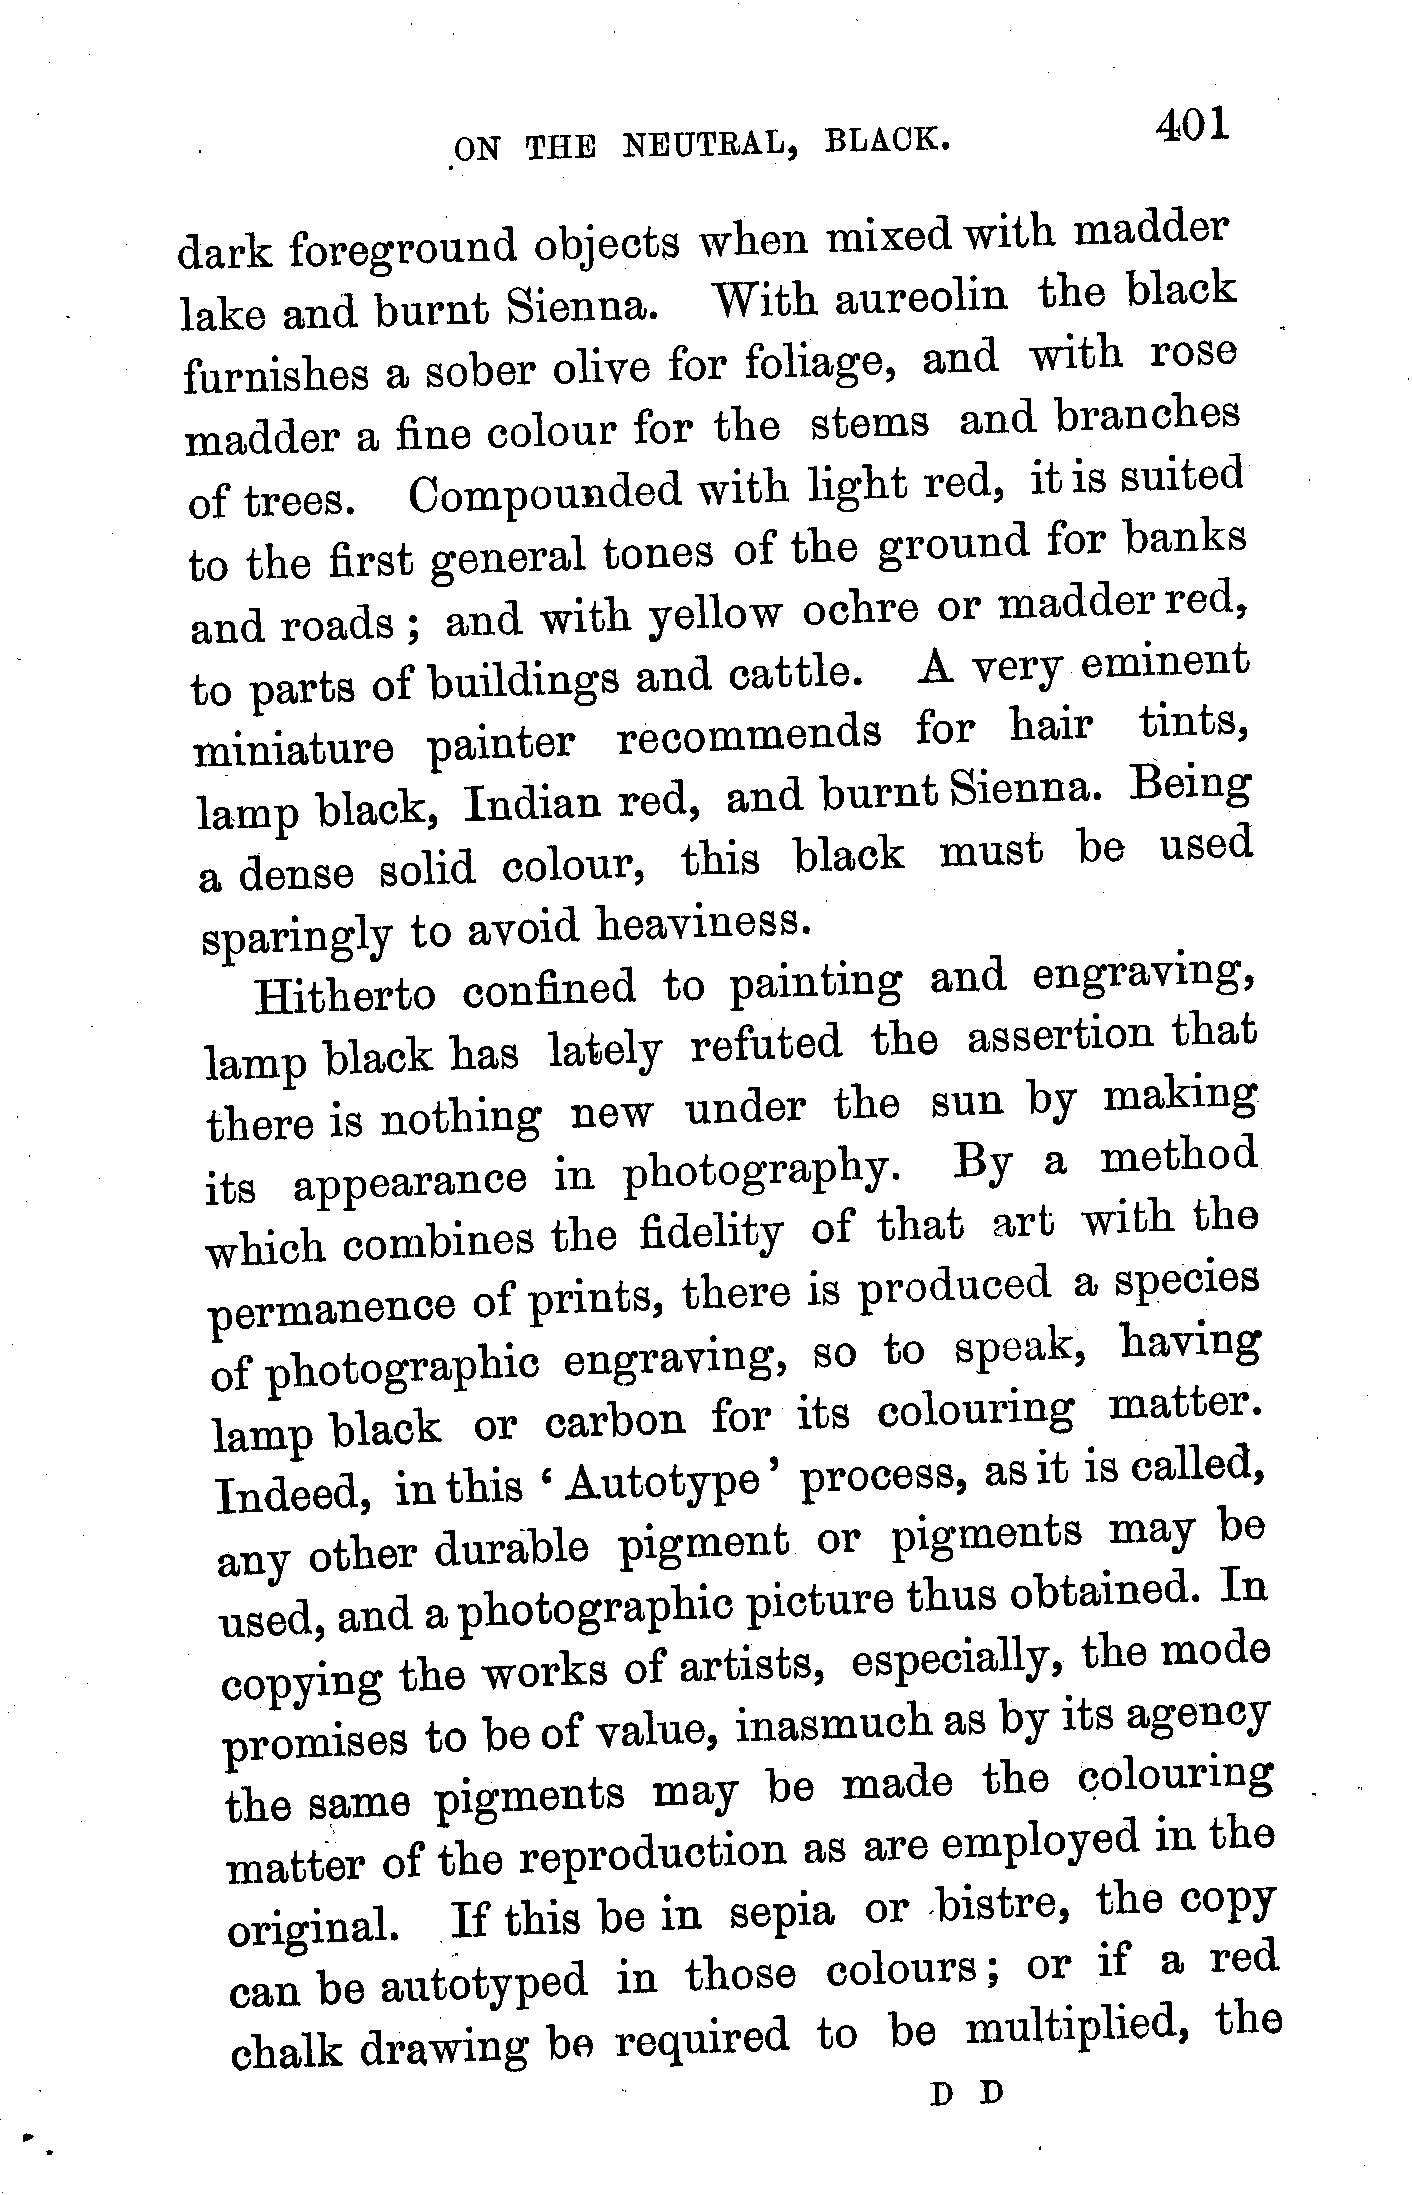 ON THE NEUTRAL, BLACK. 401
dark foreground objects when mixed with madder
lake and burnt Sienna. With aureolin the black
furnishes a sober olive for foliage, and with rose
madder a fine colour for the stems and branches
of trees. Compounded with light red, it is suited
to the first general tones of the ground for banks
and roads ; and with yellow ochre or madder red,
to parts of buildings and cattle. A very eminent
miniature painter recommends for hair tints,
lamp black, Indian red, and burnt Sienna. Being
a dense solid colour, this black must be used
sparingly to avoid heaviness.
Hitherto confined to painting and engraving,
lamp black has lately refuted the assertion that
there is nothing new under the sun by making
its appearance in photography. By a method
which combines the fidelity of that art with the
permanence of prints, there is produced a species
of photographic engraving, so to speak, having
lamp black or carbon for its colouring matter.
Indeed, in this ‘ Autotype ’ process, as it is called,
any other durable pigment or pigments may be
used, and a photographic picture thus obtained. In
copying the works of artists, especially, the mode
promises to be of value, inasmuch as by its agency
the same pigments may be made the colouring
matter of the reproduction as are employed in the
original. If this be in sepia or bistre, the copy
can be autotyped in those colours ; or if a red
chalk drawing be required to be multiplied, the
D D